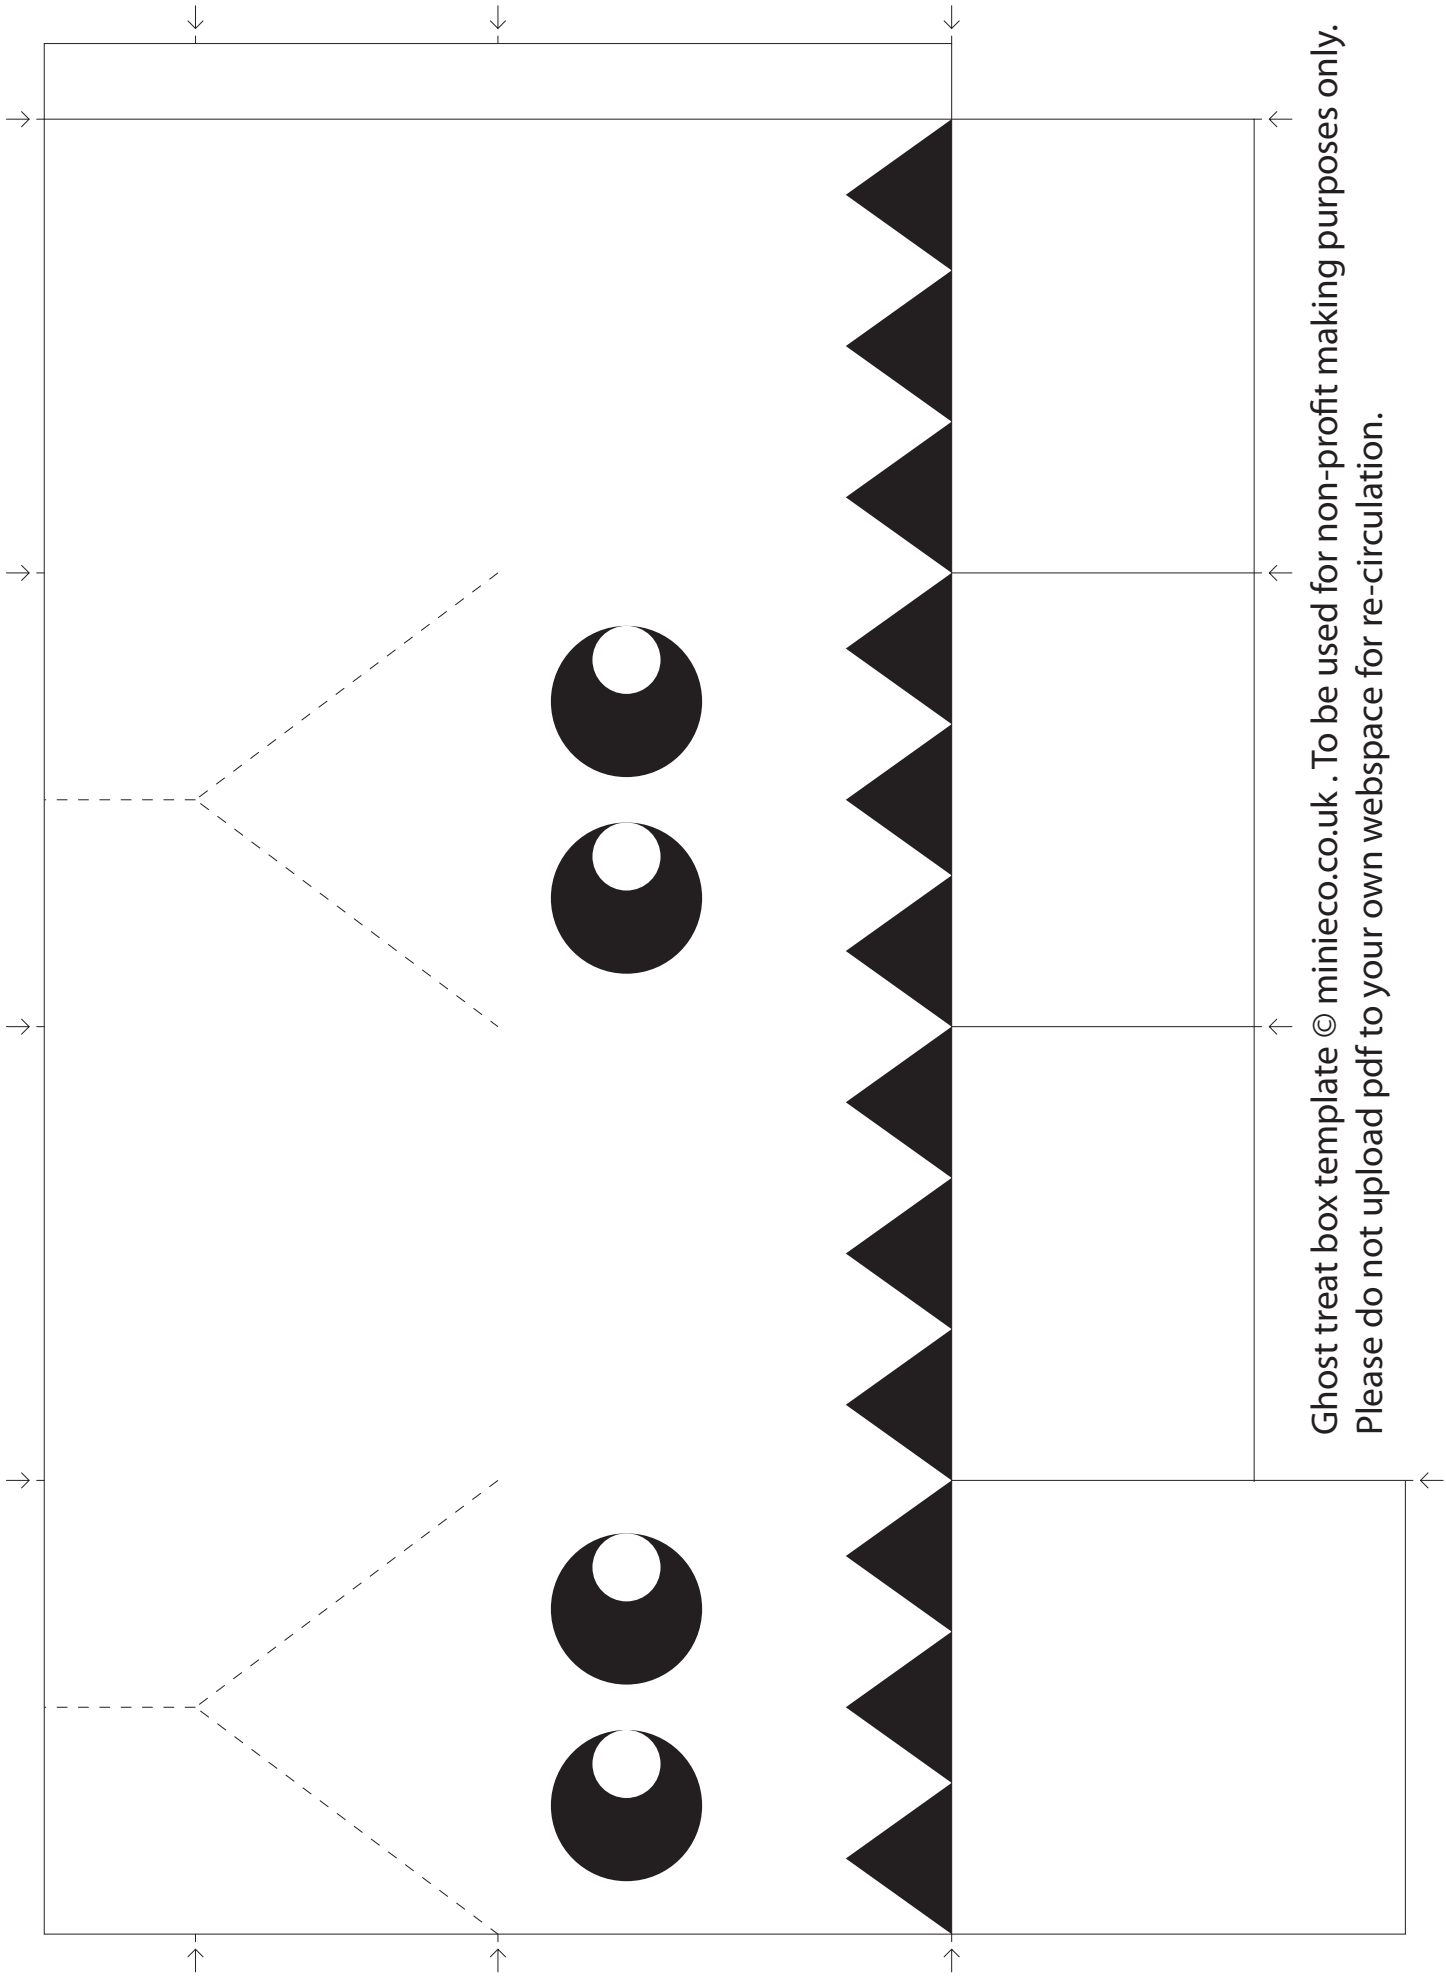 Ghost treat box template © minieco.co.uk . To be used for non-profit making purposes only.
Please do not upload pdf to your own webspace for re-circulation.